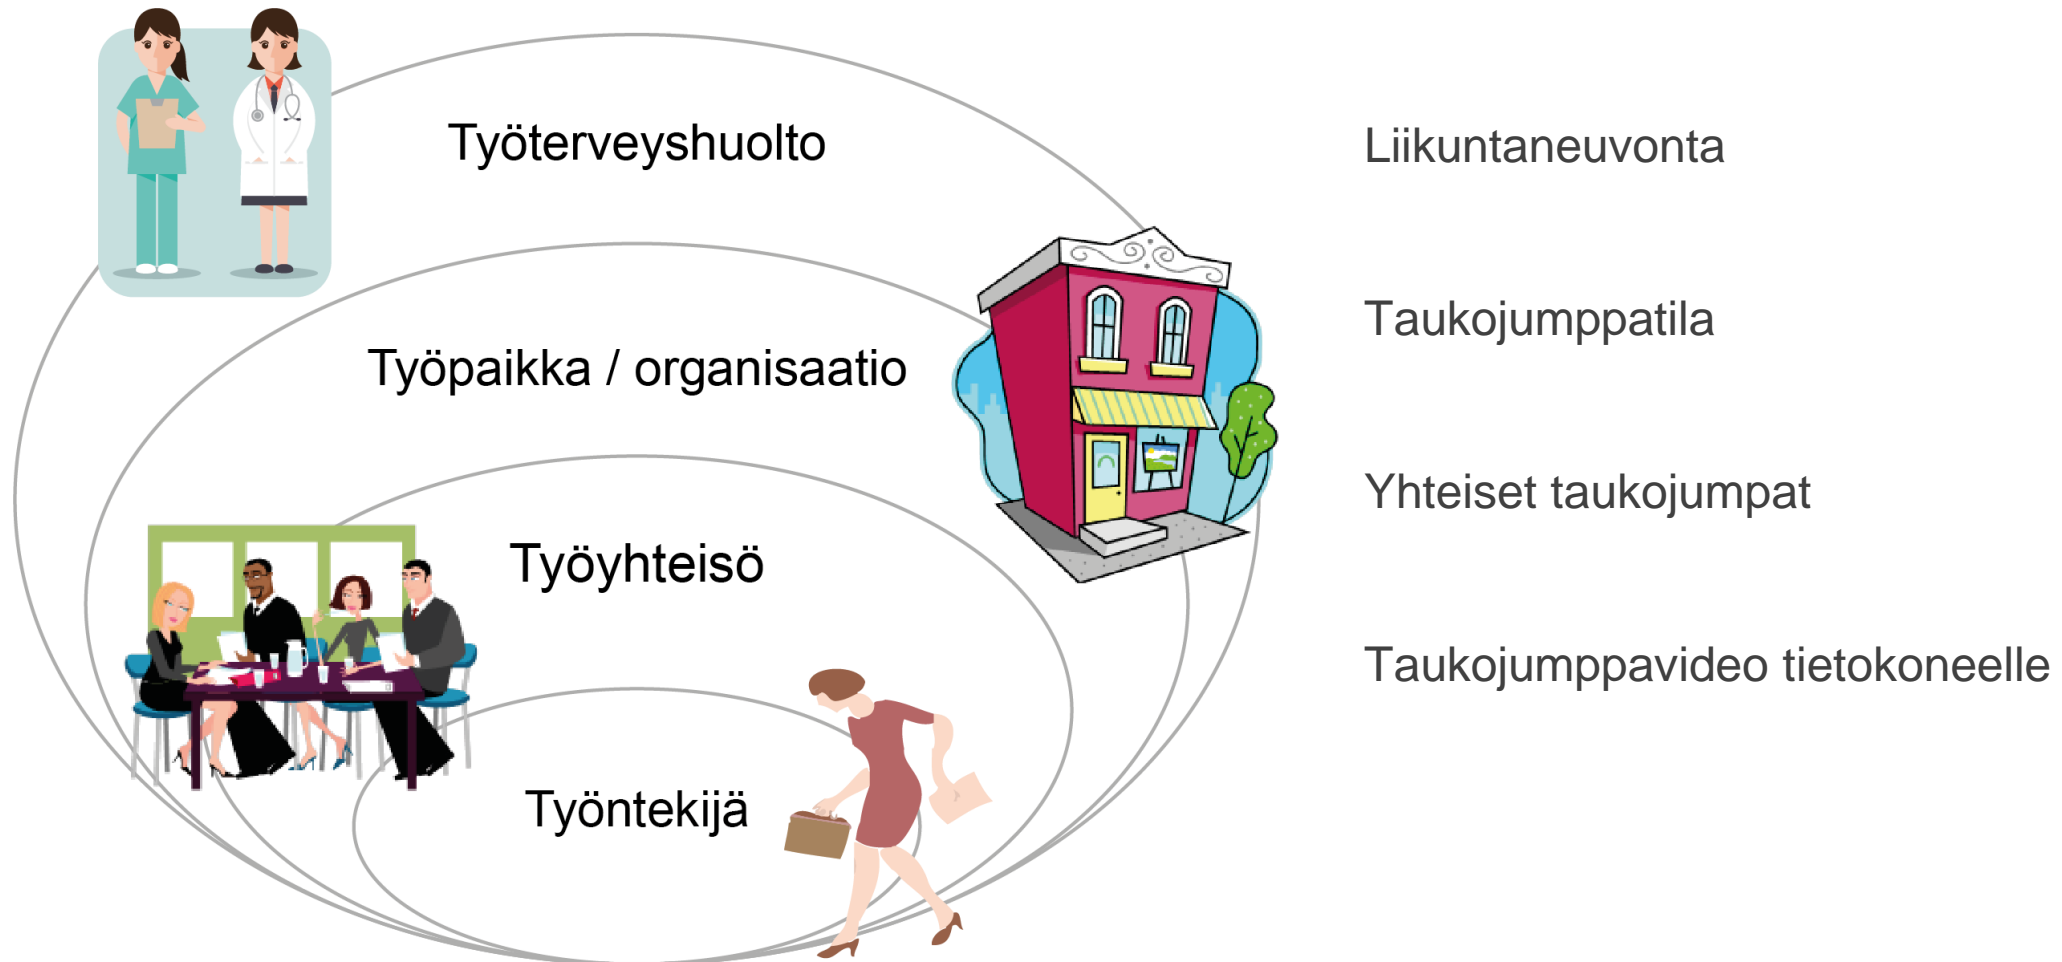 Työterveyshuolto
Liikuntaneuvonta
Työpaikka / organisaatio
Taukojumppatila
Työyhteisö
Yhteiset taukojumpat
Työntekijä
Taukojumppavideo tietokoneelle